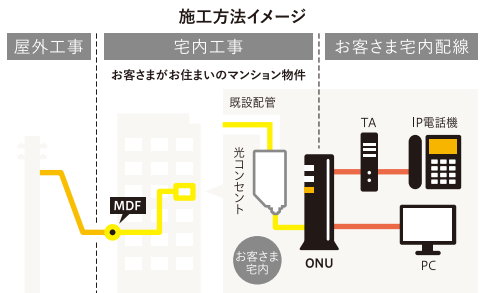 施工方法イメージ
屋外工事
宅内工事
お客さま宅内配線
お客さまがお住まいのマンション物件
既設配管
光コンセント
TA
IP電話機
MDF
お客さま
宅内
ONU
PC